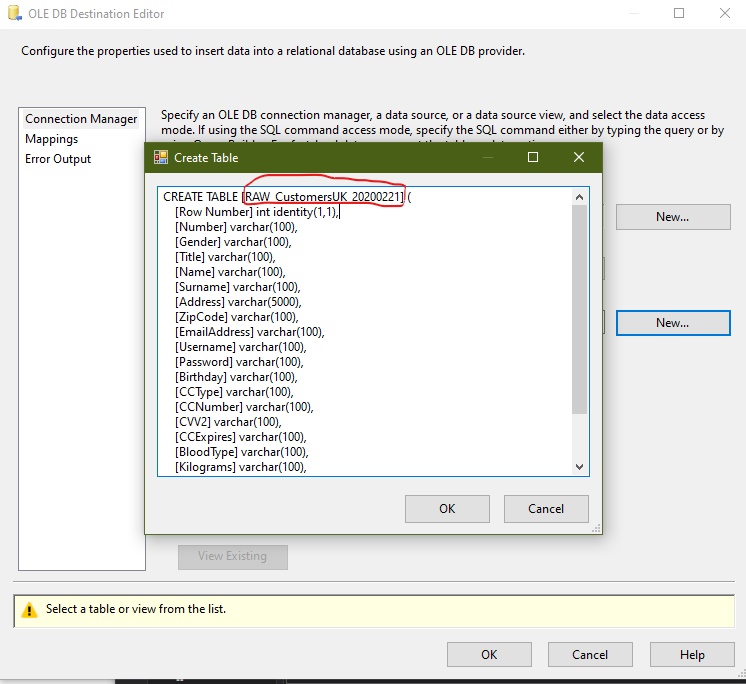 OLE DB Destination Editor
Configure the properties used to insert data into a relational database using an OLE DB provider.
Connection Manager
Mappings
Error Output
Specify an OLE DB connection manager, a data source, or a data source view, and select the data access
mode. If using the SQL command access mode, specify the SQL command either by typing the query or by
Create Table
CREATE TABLE [RAW_CustomersUK_20200221] (
[Row Number] int identity(1,1),
[Number] varchar(100),
[Gender] varchar(100),
[Title] varchar(100),
[Name] varchar(100),
[Surname] varchar(100),
[Address] varchar(5000),
[ZipCode] varchar(100),
[EmailAddress] varchar(100),
[Username] varchar(100),
[Password] varchar(100),
[Birthday] varchar(100),
[CCType] varchar(100),
[CCNumber] varchar(100),
[CVV2] varchar(100),
[CCExpires] varchar(100),
[BloodType] varchar(100),
[Kilograms] varchar(100),
OK
Cancel
New...
New...
View Existing
Select a table or view from the list.
OK
Cancel
Help